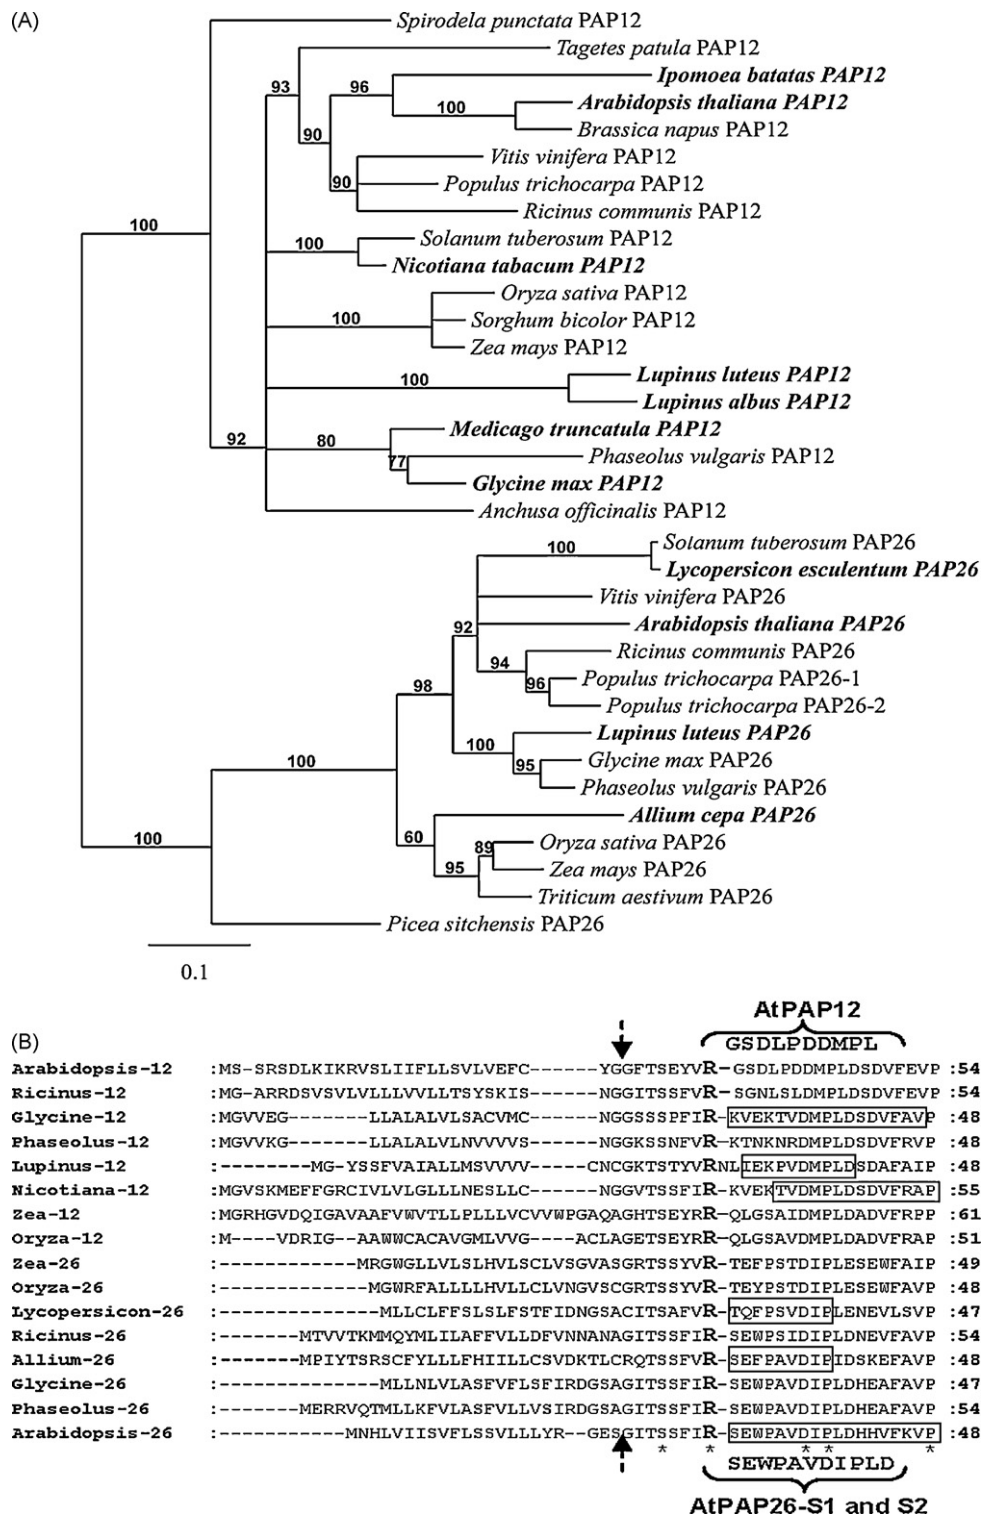 (A)
Spirodela punctata PAP12
Tagetes patula PAP12
Ipomoea batatas PAP12
93
96
Arabidopsis thaliana PAP12
100
Brassica napus PAP12
90
Vitis vinifera PAP12
90
Populus trichocarpa PAP12
Ricinus communis PAP12
100
Solanum tuberosum PAP12
100
Nicotiana tabacum PAP12
Oryza sativa PAP12
100
Sorghum bicolor PAP12
Zea mays PAP12
100
Lupinus luteus PAP12
Lupinus albus PAP12
92
80
Medicago truncatula PAP12
77
Phaseolus vulgaris PAP12
Glycine max PAP12
Anchusa officinalis PAP12
100
Solanum tuberosum PAP26
Lycopersicon esculentum PAP26
Vitis vinifera PAP26
92
Arabidopsis thaliana PAP26
94
Ricinus communis PAP26
96
Populus trichocarpa PAP26-1
98
Populus trichocarpa PAP26-2
100
Lupinus luteus PAP26
95
Glycine max PAP26
100
Phaseolus vulgaris PAP26
Allium cepa PAP26
100
60
89
Oryza sativa PAP26
95
Zea mays PAP26
Triticum aestivum PAP26
Picea sitchensis PAP26
0.1
(B)
AtPAP12
GSDLPDDMPL
Arabidopsis-12 :MS-SRSDLKIKRVSLIIFLLSVLVEFC------YGGFTSEYVR-GSDLPDDMPLDSDVFEVP :54
Ricinus-12 :MG-ARRDSVLVLLLLVVLLVLLTSYSKIS-----NGGITSEYVR-SGNLSLDMPLDSDVFEVP :54
Glycine-12 :MGVVEG-------LLALALVLSACVMC------NGGSSSPFIR-KVEKTVDMPLDSDVFAVP :48
Phaseolus-12 :MGVVKG-------LLALALVLNVVVVS------NGGKSSNFVR-KTNKNRDMPLDSDVFRVP :48
Lupinus-12 :--------MG-YSSFVAIALLMSVVVV-----CNCGKTSTYVRNLIEKPVDMPLDSDAFAIP :48
Nicotiana-12 :MGVSKMEFFGRCIVLVLGLLLNESLLC------NGGVTSSFIR-KVEKTVDMPLDSDVFRAP :55
Zea-12 :MGRHGVDQIGAVAAFVWVTLLPLLLVCVVWPGAQAGHTSEYRR-QLGSAIDMPLDADVFRPP :61
Oryza-12 :M----VDRIG--AAWWCACAVGMLVVG----ACLAGETSEYRR-QLGSAVDMPLDADVFRAP :51
Zea-26 :------------MRGWGLLVLSLHVLSCLVSGVASGRTSSYVR-TEFPSTDIPLESEWFAIP :49
Oryza-26 :-------------MGWRFALLLLHVLLCLVNGVSCGRTSSYVR-TEYPSTDIPLESEWFAVP :48
Lycopersicon-26 :--------------MLLCLFFSLSLFSTFIDNGSACITSAFVR-TQFPSVDIPLENEVLSVP :47
Ricinus-26 :-------MTVVTKMMQYMLILAFFVLLDFVNNANAGITSSFIR-SEWPSIDIPLDNEVFAVP :54
Allium-26 :-------MPIYTSRSCFYLLLFHIILLCSVDKTLCRQTSSFVR-SEFPAVDIPIDSKEFAVP :48
Glycine-26 :--------------MLLNLVLASFVFLSFIRDGSAGITSSFIR-SEWPAVDIPLDHEAFAVP :47
Phaseolus-26 :-------MERRVQTMLLKFVLASFVLLVSIRDGSAGITSSFIR-SEWPAVDIPLDHEAFAVP :54
Arabidopsis-26 :-----------MNHLVIISVFLSSVLLLYR-GESGITSSFIR-SEWPAVDIPLDHHVFKVP :48
* * * * *
SEWPAVDIPLD
AtPAP26-S1 and S2